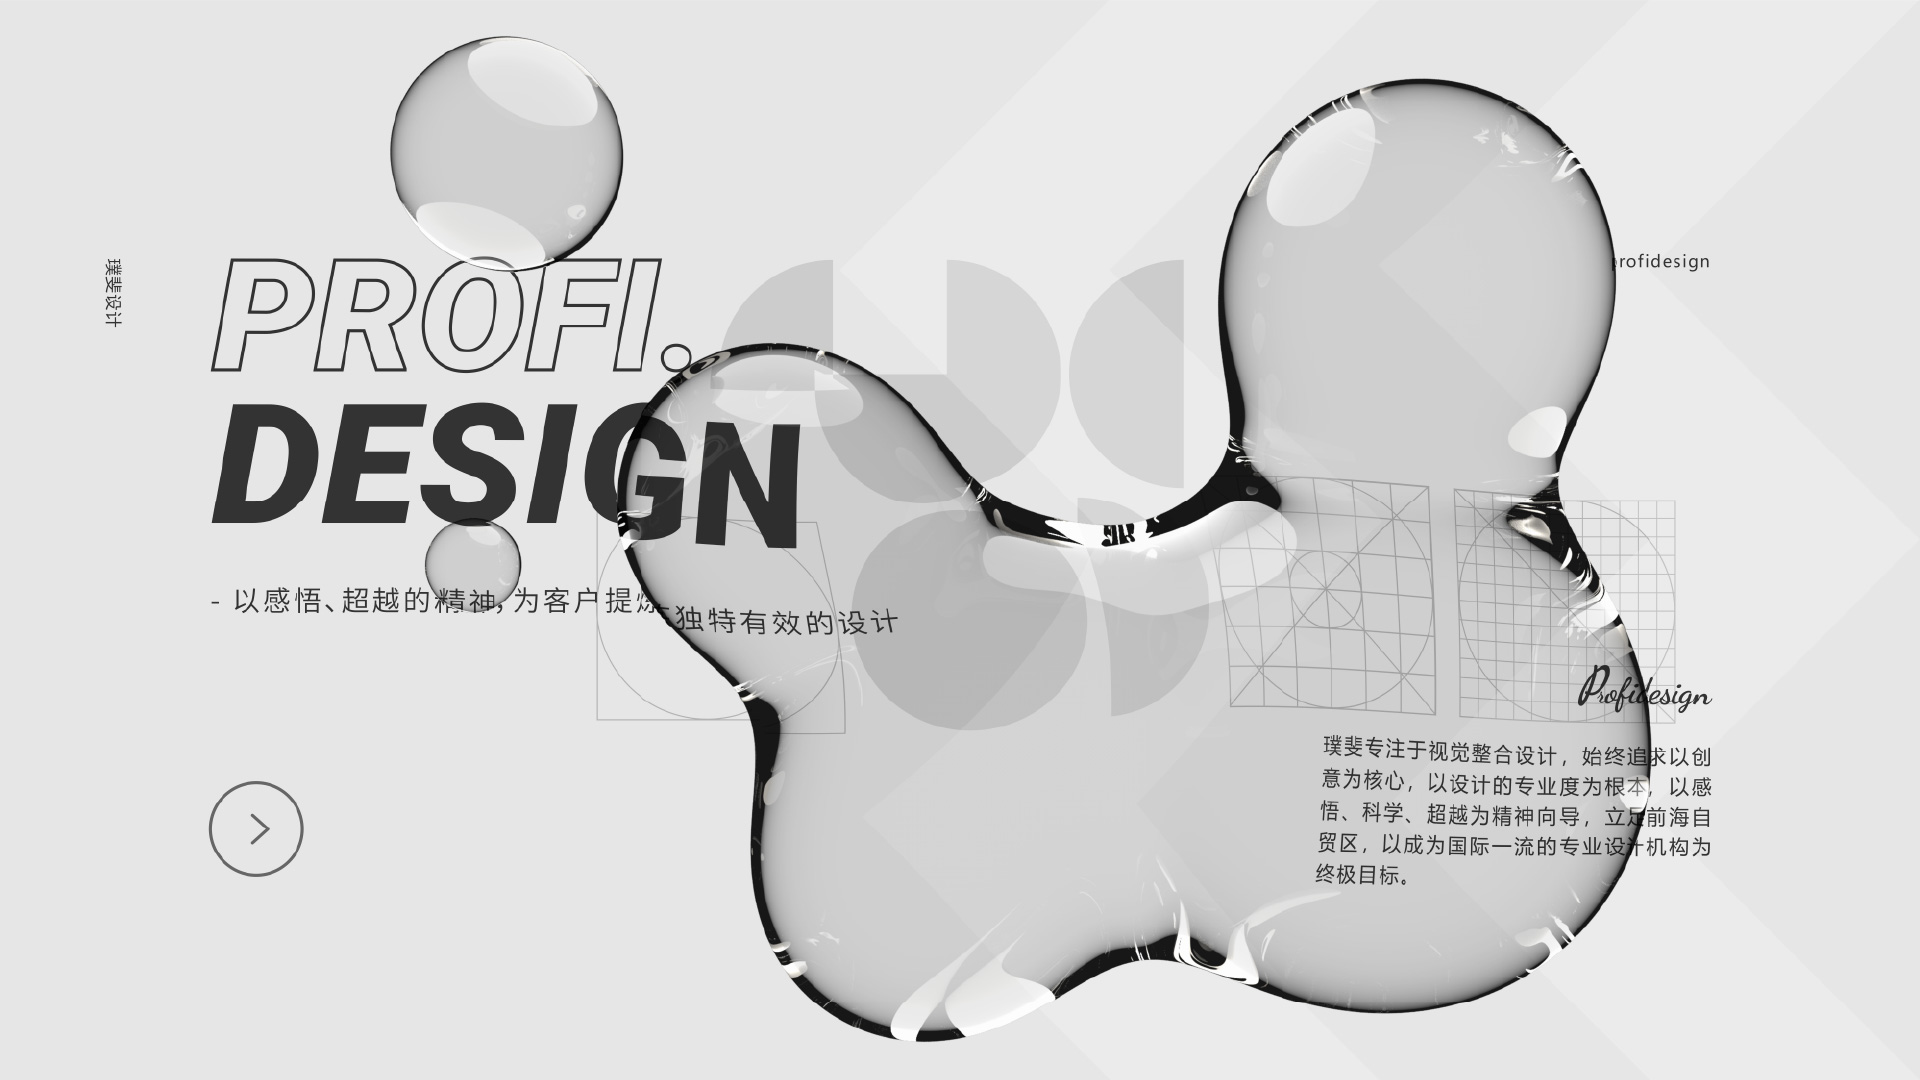 璞斐设计
profidesign
PROFI.
DESIGN
- 以感悟、超越的精神，为客户提炼独特有效的设计
Profidesign
璞斐专注于视觉整合设计，始终追求以创
意为核心，以设计的专业度为根本，以感
悟、科学、超越为精神向导，立足前海自
贸区，以成为国际一流的专业设计机构为
终极目标。